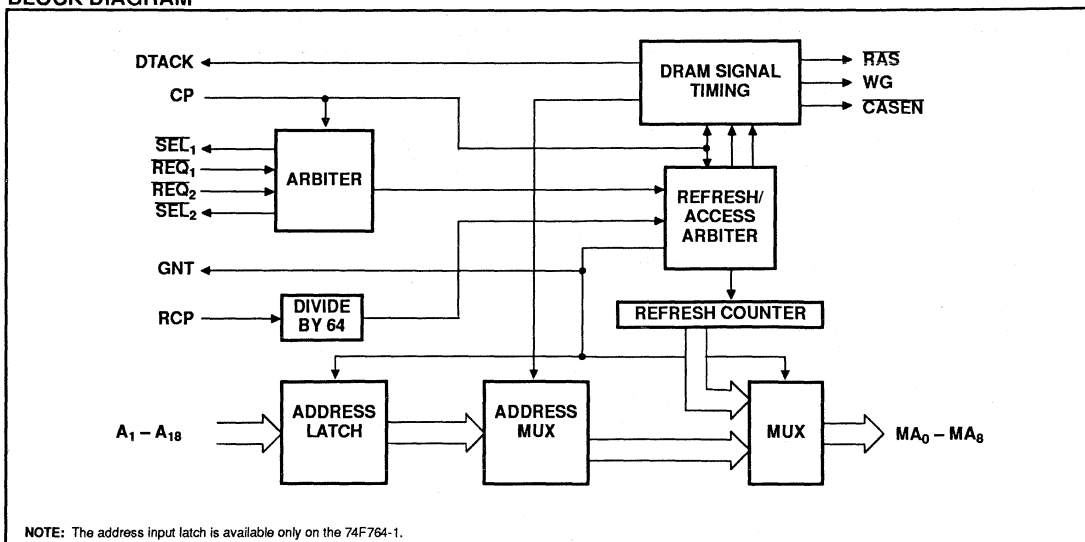 BLOCK DIAGRAM
DTACK
CP
SEL1
REQ1
REQ2
SEL2
GNT
RCP
ARBITER
DIVIDE
BY 64
DRAM SIGNAL
TIMING
RAS
WG
CASEN
REFRESH/
ACCESS
ARBITER
REFRESH COUNTER
A1 – A18
ADDRESS
LATCH
ADDRESS
MUX
MUX
MA0 – MA8
NOTE: The address input latch is available only on the 74F764-1.